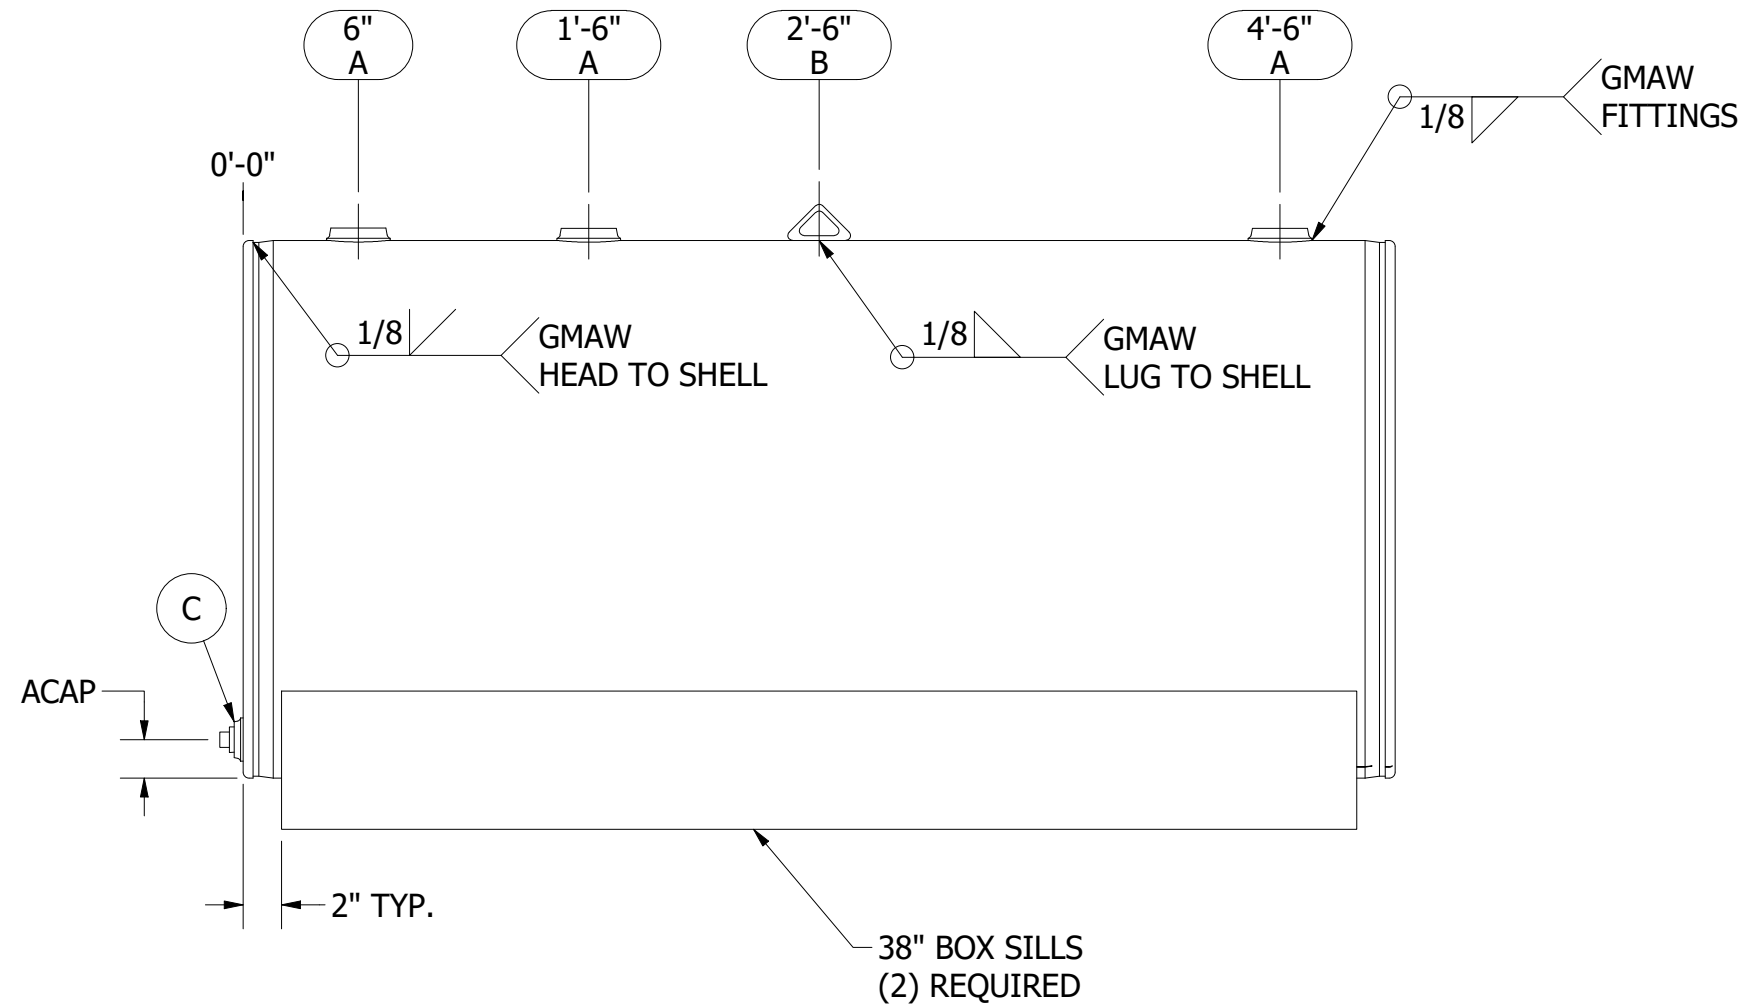 6"
A
1'-6"
A
2'-6"
B
4'-6"
A
GMAW
FITTINGS
1/8
0'-0"
1/8
GMAW
HEAD TO SHELL
1/8
GMAW
LUG TO SHELL
C
ACAP
2" TYP.
38" BOX SILLS
(2) REQUIRED